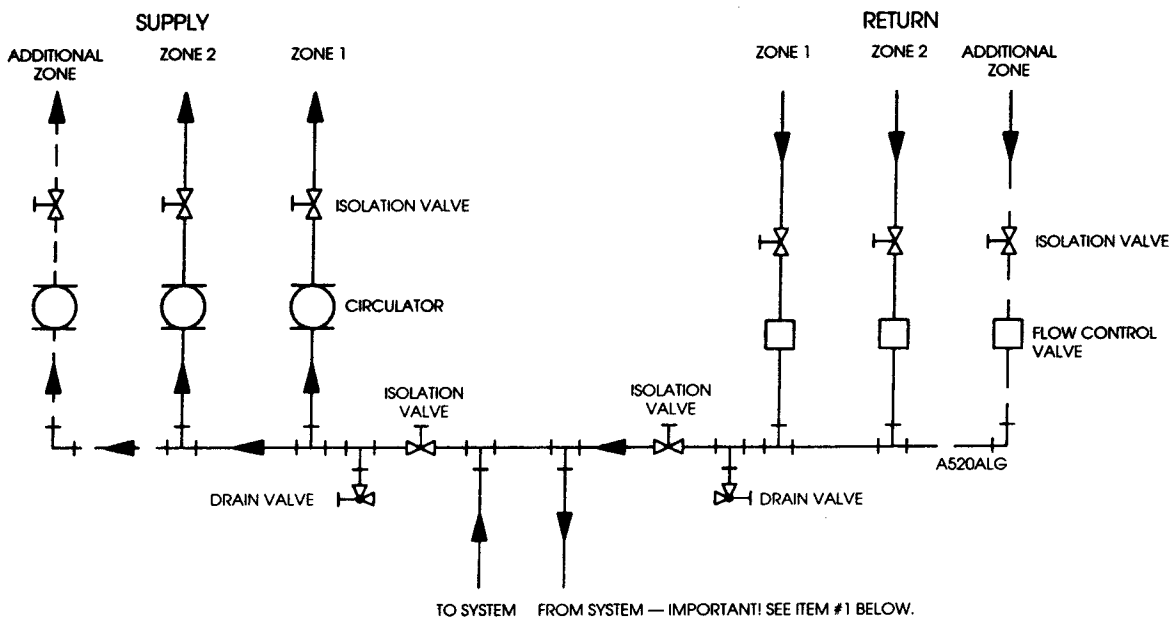 SUPPLY
RETURN
ADDITIONAL
ZONE
ZONE 2
ZONE 1
ZONE 1
ZONE 2
ADDITIONAL
ZONE
ISOLATION VALVE
ISOLATION VALVE
CIRCULATOR
FLOW CONTROL
VALVE
ISOLATION
VALVE
ISOLATION
VALVE
A520ALG
DRAIN VALVE
DRAIN VALVE
TO SYSTEM
FROM SYSTEM — IMPORTANT! SEE ITEM #1 BELOW.